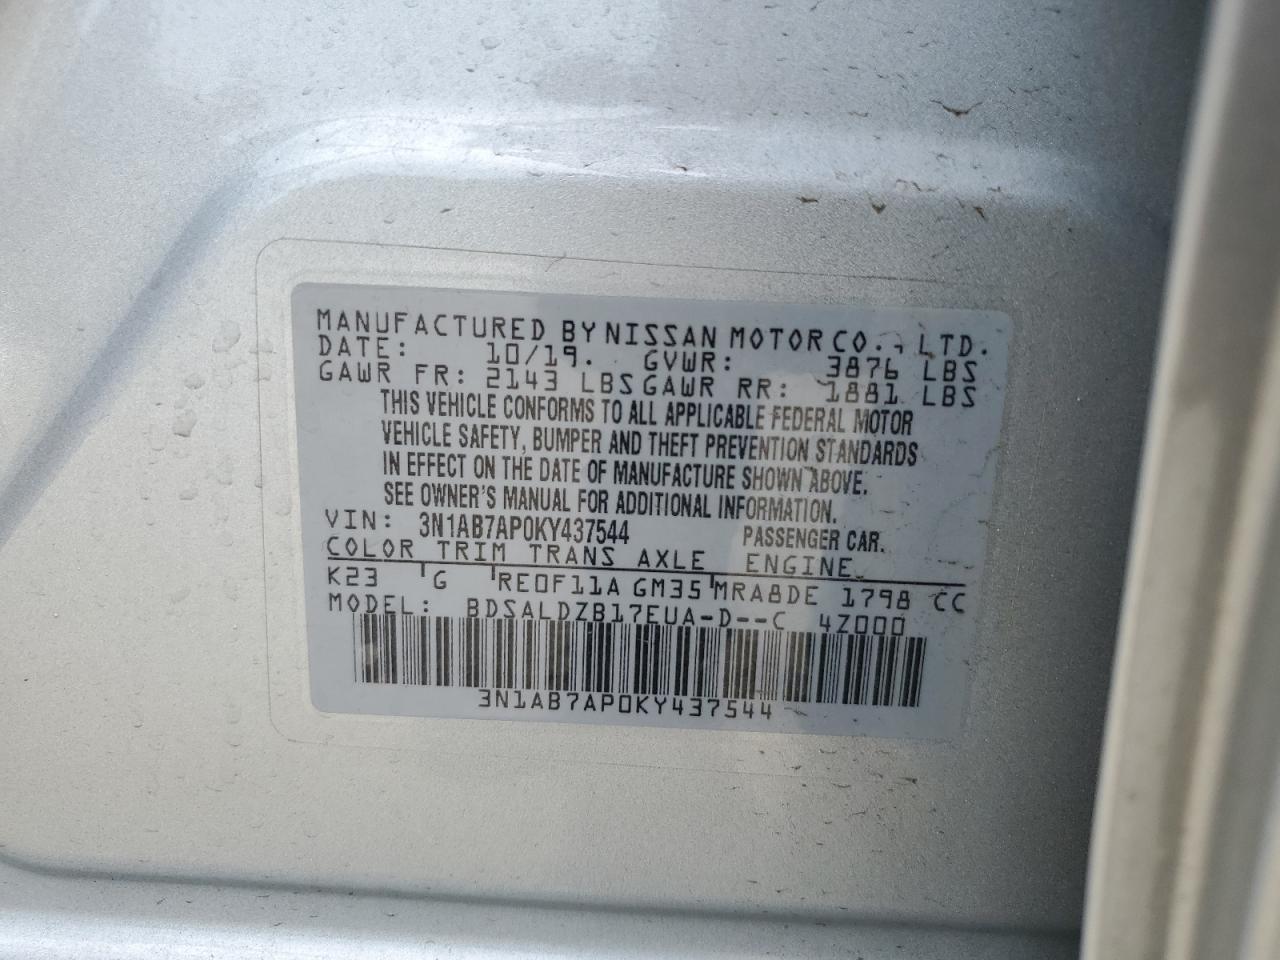 MANUFACTURED BY NISSAN MOTOR CO., LTD.
DATE: 10/19. GVWR: 3876 LBS
GAWR FR: 2143 LBS GAWR RR: 1881 LBS
THIS VEHICLE CONFORMS TO ALL APPLICABLE FEDERAL MOTOR
VEHICLE SAFETY, BUMPER AND THEFT PREVENTION STANDARDS
IN EFFECT ON THE DATE OF MANUFACTURE SHOWN ABOVE.
SEE OWNER'S MANUAL FOR ADDITIONAL INFORMATION.
VIN: 3N1AB7AP0KY437544 PASSENGER CAR.
COLOR TRIM TRANS AXLE ENGINE
K23 G RE0F11A GM35 MRA8DE 1798 CC
MODEL: BDSALDZB17EUA-D--C 4Z000
3N1AB7AP0KY437544